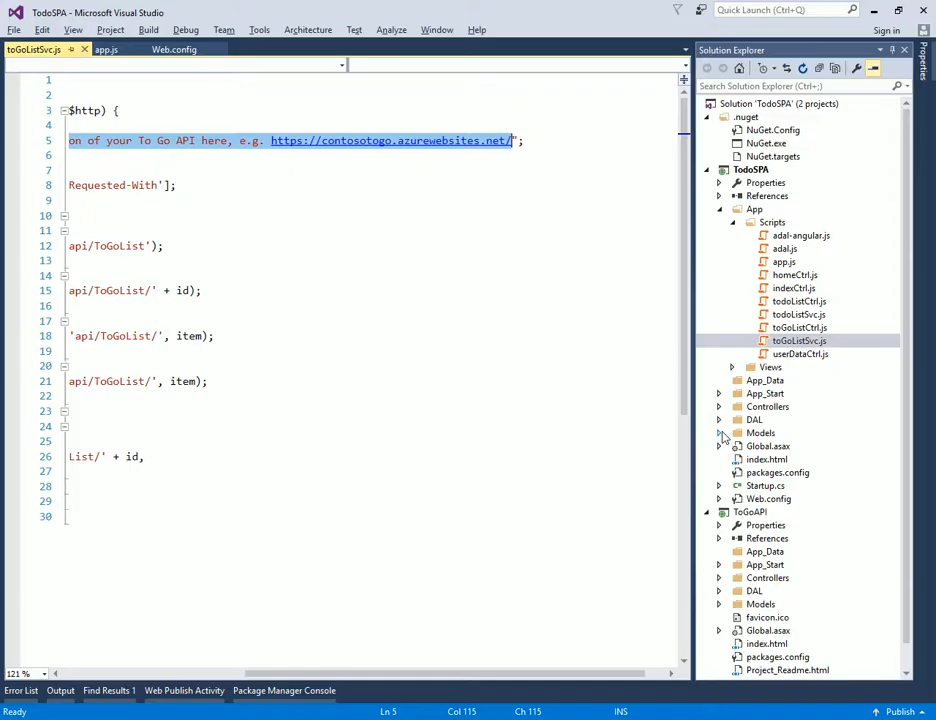 TodoSPA - Microsoft Visual Studio
Quick Launch (Ctrl+Q)
File Edit View Project Build Debug Team Tools Architecture Test Analyze Window Help
Sign in
toGoListSvc.js app.js Web.config
1
2
3 $http) {
4
5 on of your To Go API here, e.g. https://contosotogo.azurewebsites.net/";
6
7
8 Requested-With'];
9
10
11
12 api/ToGoList');
13
14
15 api/ToGoList/' + id);
16
17
18 'api/ToGoList/', item);
19
20
21 api/ToGoList/', item);
22
23
24
25
26 List/' + id,
27
28
29
30
121 %
Solution Explorer
Search Solution Explorer (Ctrl+;)
Solution 'TodoSPA' (2 projects)
.nuget
NuGet.Config
NuGet.exe
NuGet.targets
TodoSPA
Properties
References
App
Scripts
adal-angular.js
adal.js
app.js
homeCtrl.js
indexCtrl.js
todoListCtrl.js
todoListSvc.js
toGoListCtrl.js
toGoListSvc.js
userDataCtrl.js
Views
App_Data
App_Start
Controllers
DAL
Models
Global.asax
index.html
packages.config
Startup.cs
Web.config
ToGoAPI
Properties
References
App_Data
App_Start
Controllers
DAL
Models
favicon.ico
Global.asax
index.html
packages.config
Project_Readme.html
Properties
Error List Output Find Results 1 Web Publish Activity Package Manager Console
Ready Ln 5 Col 115 Ch 115 INS Publish